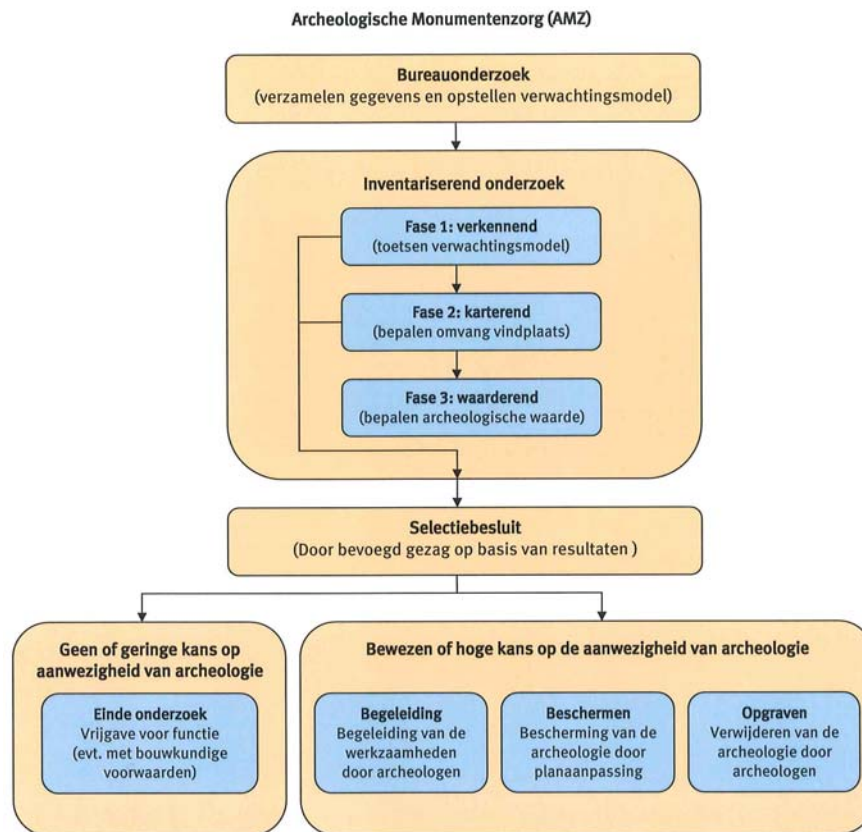 Archeologische Monumentenzorg (AMZ)
Bureauonderzoek
(verzamelen gegevens en opstellen verwachtingsmodel)
Inventariserend onderzoek
Fase 1: verkennend
(toetsen verwachtingsmodel)
Fase 2: karterend
(bepalen omvang vindplaats)
Fase 3: waarderend
(bepalen archeologische waarde)
Selectiebesluit
(Door bevoegd gezag op basis van resultaten )
Geen of geringe kans op
aanwezigheid van archeologie
Einde onderzoek
Vrijgave voor functie
(evt. met bouwkundige
voorwaarden)
Bewezen of hoge kans op de aanwezigheid van archeologie
Begeleiding
Begeleiding van de
werkzaamheden
door archeologen
Beschermen
Bescherming van de
archeologie door
planaanpassing
Opgraven
Verwijderen van de
archeologie door
archeologen